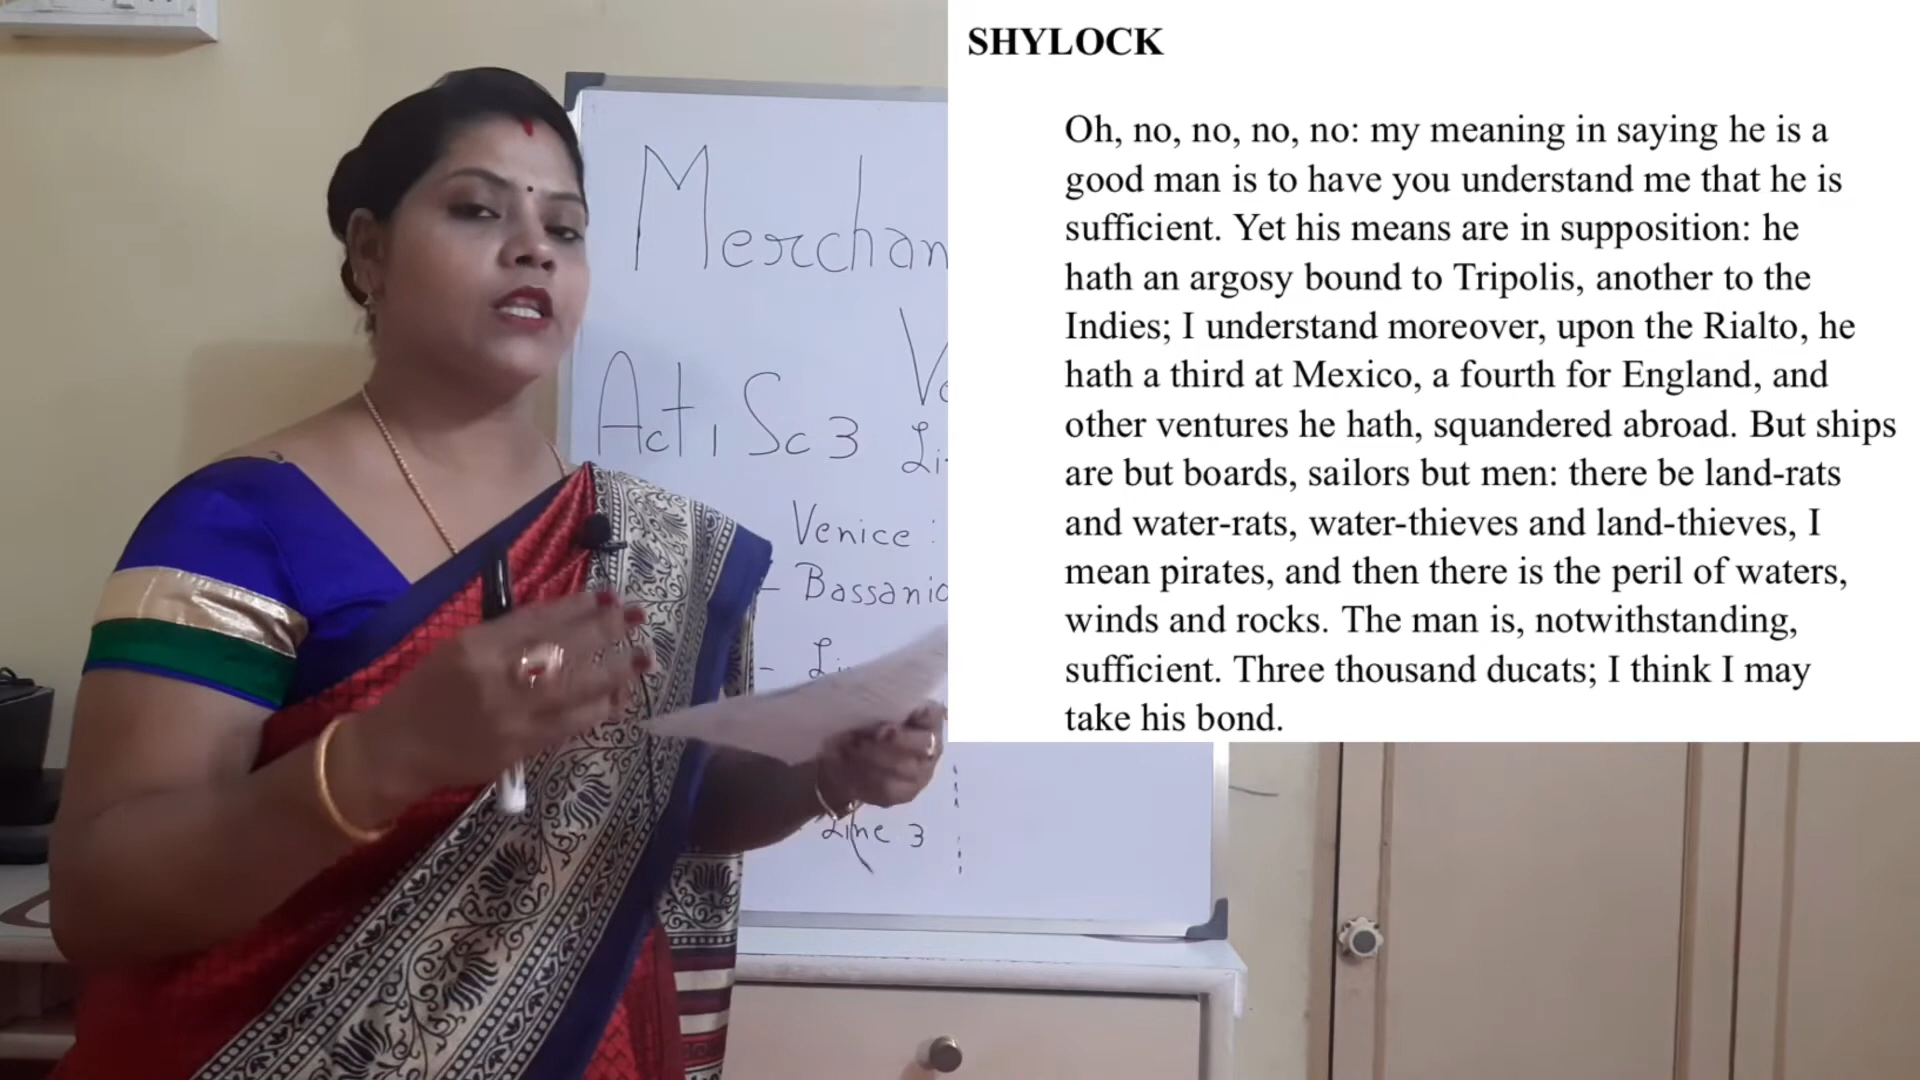 SHYLOCK
Oh, no, no, no, no: my meaning in saying he is a
good man is to have you understand me that he is
sufficient. Yet his means are in supposition: he
hath an argosy bound to Tripolis, another to the
Indies; I understand moreover, upon the Rialto, he
hath a third at Mexico, a fourth for England, and
other ventures he hath, squandered abroad. But ships
are but boards, sailors but men: there be land-rats
and water-rats, water-thieves and land-thieves, I
mean pirates, and then there is the peril of waters,
winds and rocks. The man is, notwithstanding,
sufficient. Three thousand ducats; I think I may
take his bond.
Merchan
Act 1 Sc 3
Venice :
- Bassanio
Line 3